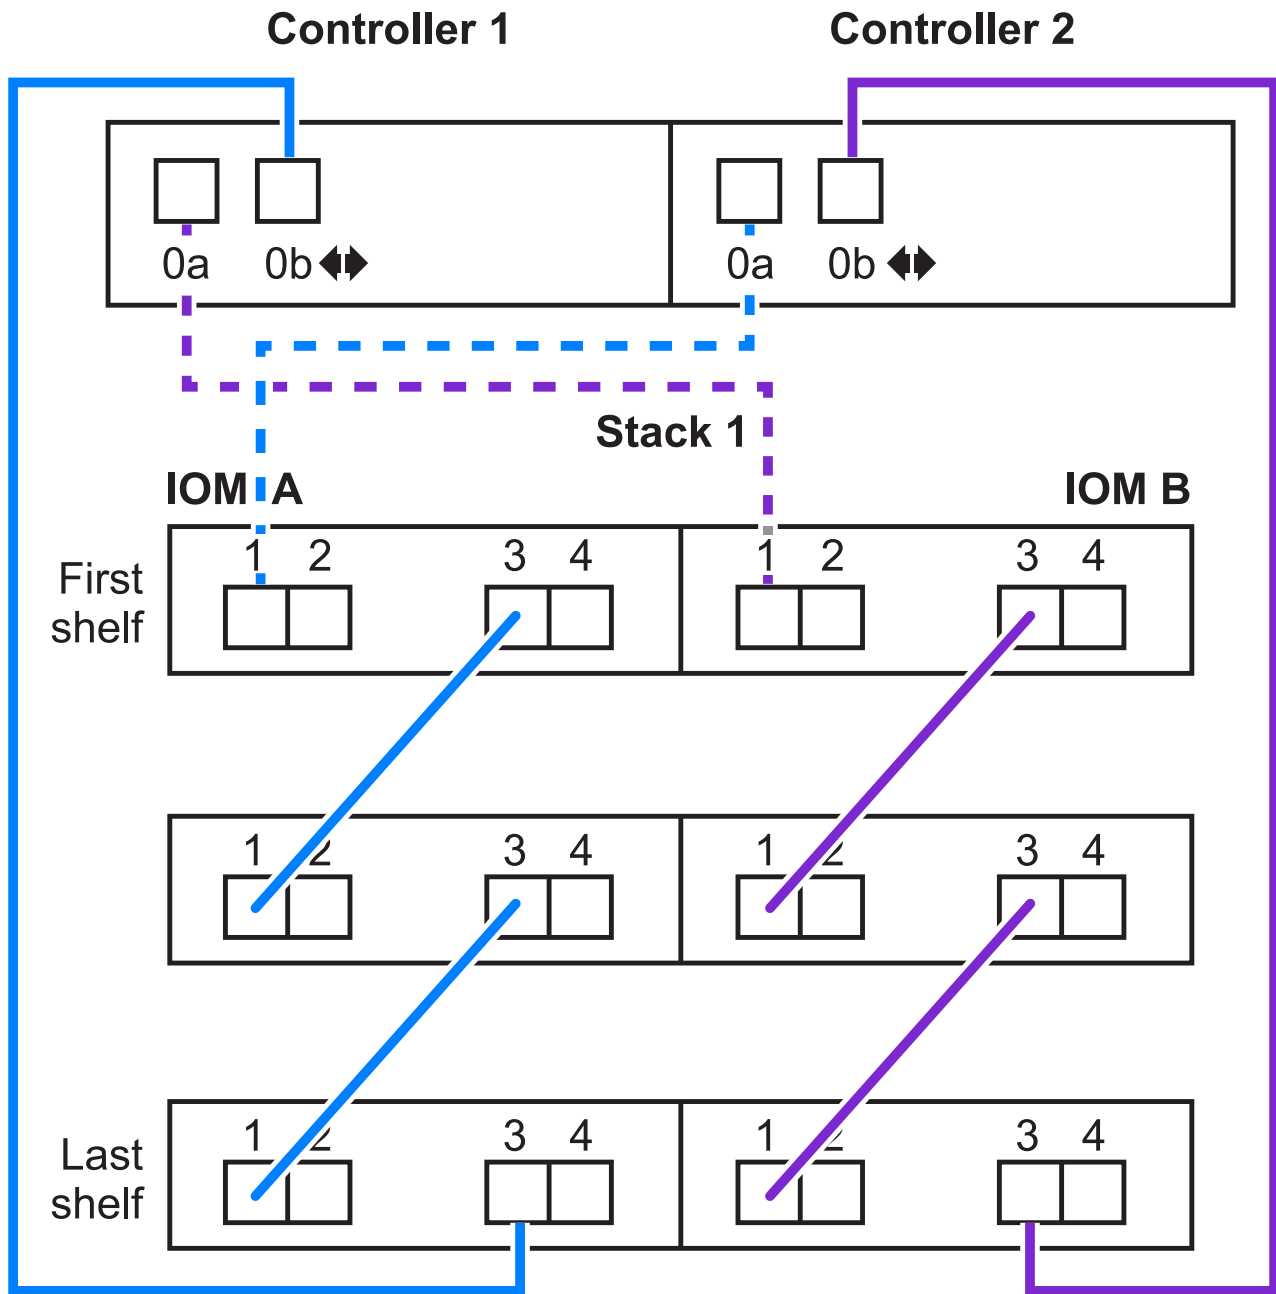 Controller 1 Controller 2
0a 0b 0a 0b
Stack 1
IOM A IOM B
1 2 3 4 1 2 3 4
First
shelf
1 2 3 4 1 2 3 4
1 2 3 4 1 2 3 4
Last
shelf